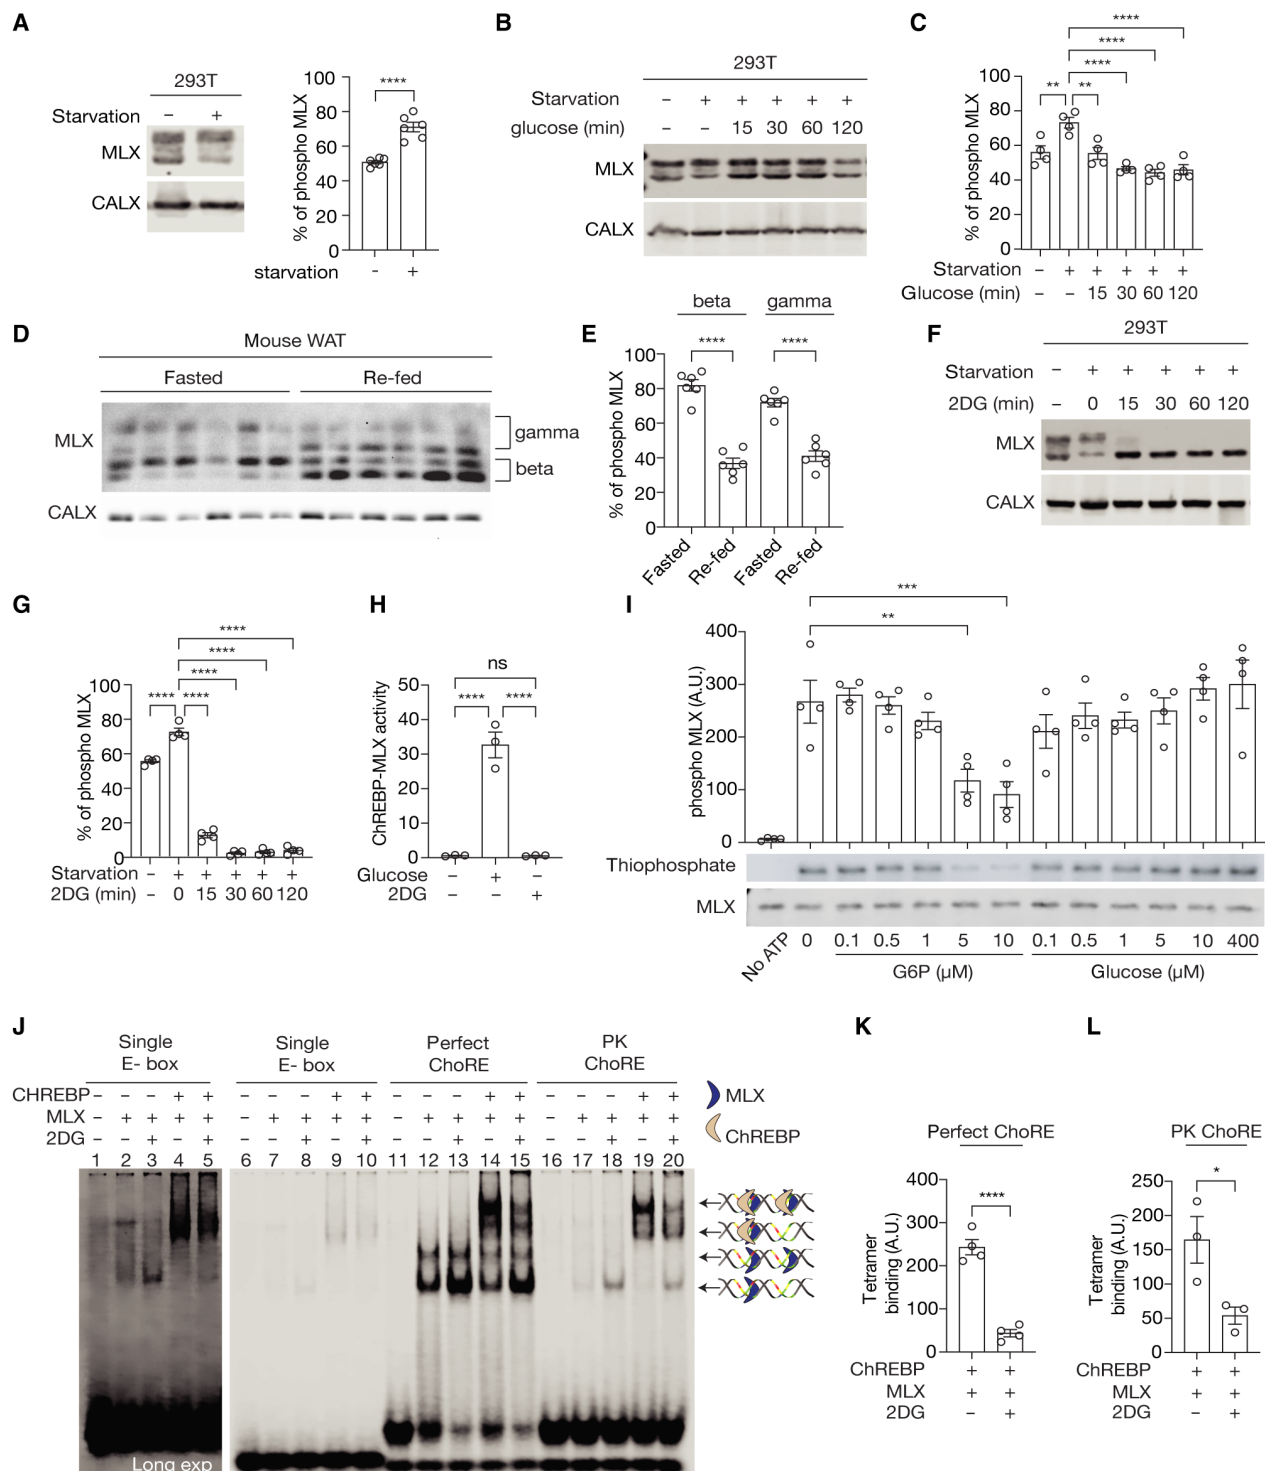 A
293T
Starvation
– +
MLX
CALX
% of phospho MLX
100
80
60
40
20
0
****
starvation
- +
B
293T
Starvation – + + + + +
glucose (min) – – 15 30 60 120
MLX
CALX
C
% of phospho MLX
100
80
60
40
20
0
****
****
****
** **
Starvation – + + + + +
Glucose (min) – – 15 30 60 120
D
Mouse WAT
Fasted Re-fed
MLX
gamma
beta
CALX
E
beta gamma
% of phospho MLX
100
80
60
40
20
0
**** ****
Fasted Re-fed Fasted Re-fed
F
293T
Starvation – + + + + +
2DG (min) – 0 15 30 60 120
MLX
CALX
G
% of phospho MLX
100
80
60
40
20
0
****
****
****
**** ****
Starvation – + + + + +
2DG (min) – 0 15 30 60 120
H
ChREBP-MLX activity
50
40
30
20
10
0
ns
**** ****
Glucose – + –
2DG – – +
I
phospho MLX (A.U.)
400
300
200
100
0
***
**
Thiophosphate
MLX
No ATP 0 0.1 0.5 1 5 10 0.1 0.5 1 5 10 400
G6P (µM) Glucose (µM)
J
Single E- box
Single E- box
Perfect ChoRE
PK ChoRE
CHREBP – – – + + – – – + + – – – + + – – – + +
MLX – + + + + – + + + + – + + + + – + + + +
2DG – – + – + – – + – + – – + – + – – + – +
1 2 3 4 5 6 7 8 9 10 11 12 13 14 15 16 17 18 19 20
Long exp
MLX
ChREBP
K
Perfect ChoRE
Tetramer
binding (A.U.)
400
300
200
100
0
****
ChREBP + +
MLX + +
2DG – +
L
PK ChoRE
Tetramer
binding (A.U.)
250
200
150
100
50
0
*
ChREBP + +
MLX + +
2DG – +